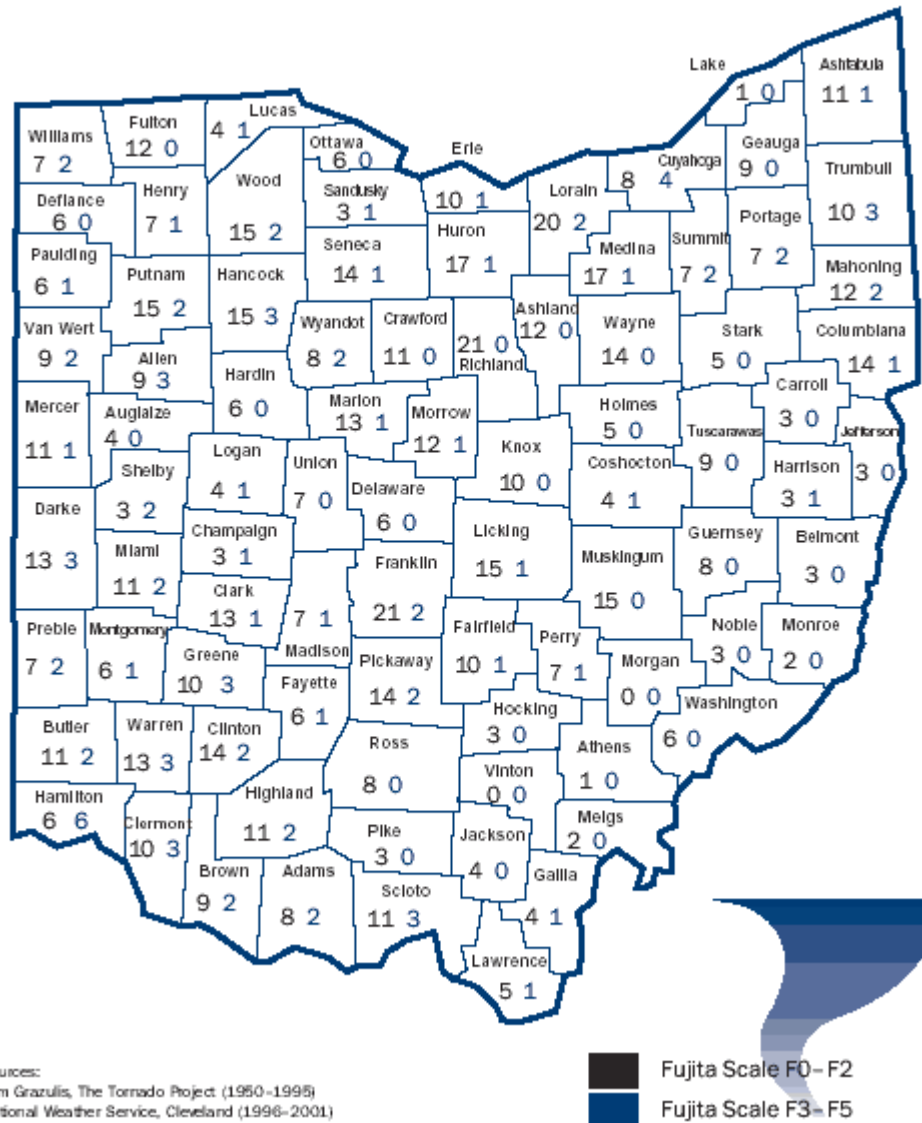 Lake
1 0
Ashtabula
11 1
Lucas
4 1
Fulton
12 0
Williams
7 2
Ottawa
6 0
Erie
10 1
Cuyahoga
8 4
Geauga
9 0
Trumbull
10 3
Defiance
6 0
Henry
7 1
Wood
15 2
Sandusky
3 1
Lorain
20 2
Huron
17 1
Medina
17 1
Summit
7 2
Portage
7 2
Paulding
6 1
Putnam
15 2
Hancock
15 3
Seneca
14 1
Mahoning
12 2
Van Wert
9 2
Allen
9 3
Wyandot
8 2
Crawford
11 0
21 0
Richland
Ashland
12 0
Wayne
14 0
Stark
5 0
Columbiana
14 1
Hardin
6 0
Mercer
11 1
Auglaize
4 0
Marion
13 1
Morrow
12 1
Holmes
5 0
Carroll
3 0
Tuscarawas
9 0
Jefferson
3 0
Logan
4 1
Union
7 0
Knox
10 0
Coshocton
4 1
Harrison
3 1
Shelby
3 2
Delaware
6 0
Darke
13 3
Champaign
3 1
Licking
15 1
Muskingum
15 0
Guernsey
8 0
Belmont
3 0
Miami
11 2
Franklin
21 2
Clark
13 1
7 1
Madison
Preble
7 2
Montgomery
6 1
Greene
10 3
Pickaway
14 2
Fairfield
10 1
Perry
7 1
Morgan
0 0
Noble
3 0
Monroe
2 0
Fayette
6 1
Washington
6 0
Hocking
3 0
Butler
11 2
Warren
13 3
Clinton
14 2
Ross
8 0
Athens
1 0
Vinton
0 0
Hamilton
6 6
Clermont
10 3
Highland
11 2
Pike
3 0
Jackson
4 0
Meigs
2 0
Brown
9 2
Adams
8 2
Scioto
11 3
Gallia
4 1
Lawrence
5 1
urces:
m Grazulis, The Tornado Project (1950-1995)
tional Weather Service, Cleveland (1996-2001)
Fujita Scale F0-F2
Fujita Scale F3-F5